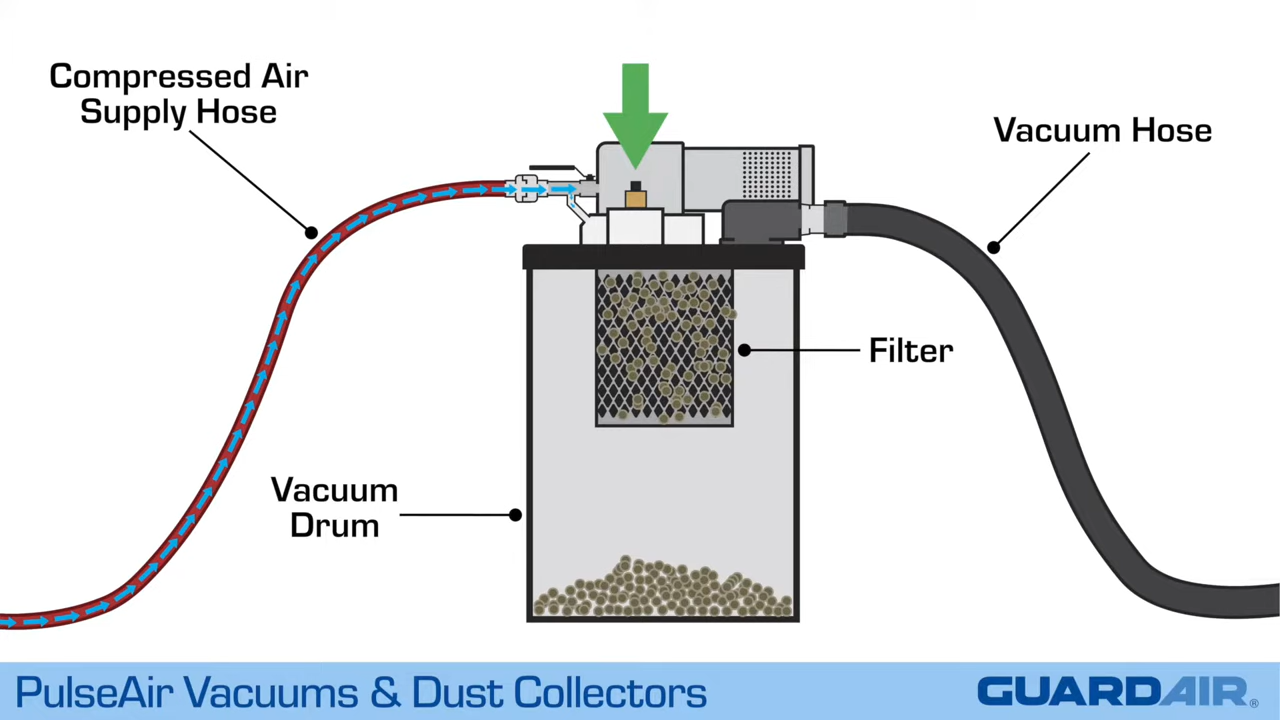 Compressed Air
Supply Hose
Vacuum Hose
Filter
Vacuum
Drum
PulseAir Vacuums & Dust Collectors
GUARDAIR®